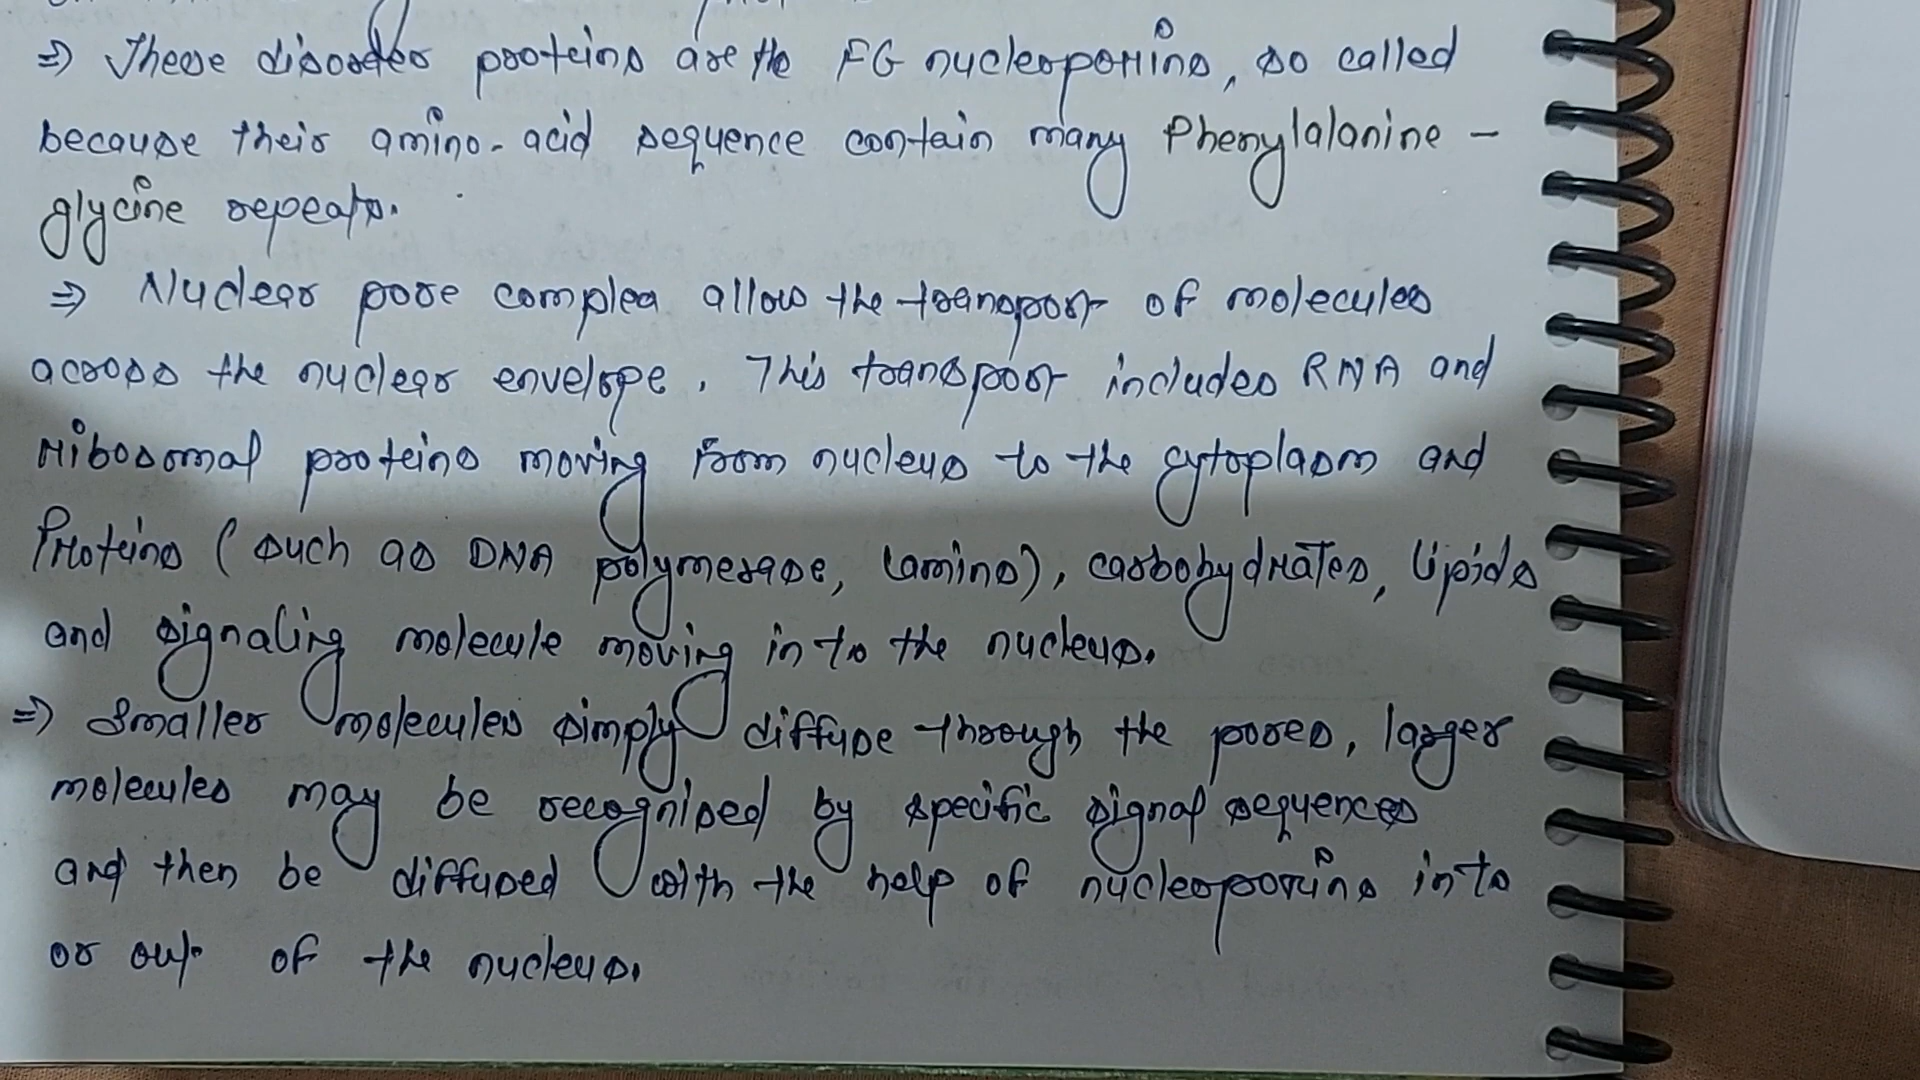 ⇒ These disorder proteins are the FG nucleoporins, so called
because their amino-acid sequence contain many Phenylalanine -
glycine repeats.
⇒ Nuclear pore complex allow the transport of molecules
across the nuclear envelope. This transport includes RNA and
ribosomal proteins moving from nucleus to the cytoplasm and
Proteins (such as DNA polymerase, lamins), carbohydrates, lipids
and signaling molecule moving in to the nucleus.
⇒ Smaller molecules simply diffuse through the pores, larger
molecules may be recognised by specific signal sequences
and then be diffused with the help of nucleoporins into
or out of the nucleus.